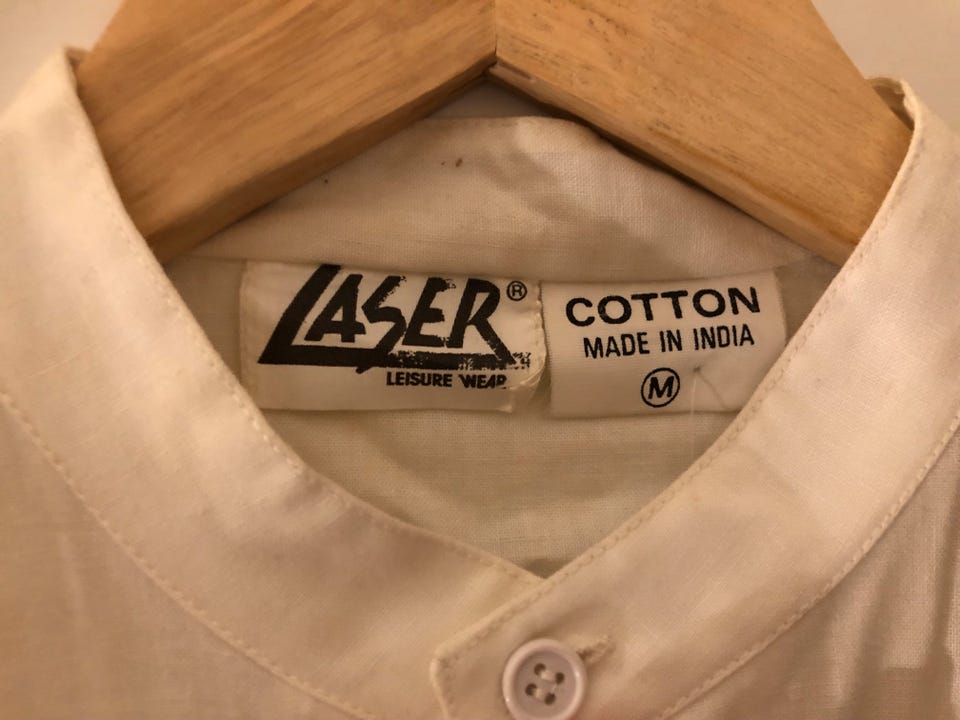 LASER®
LEISURE WEAR
COTTON
MADE IN INDIA
M